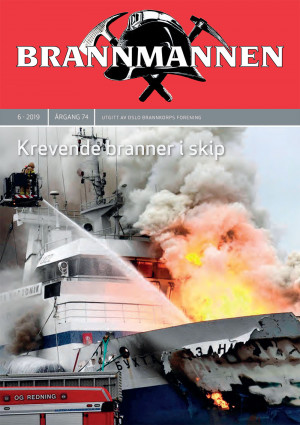 BRANNMANNEN
6 - 2019 ÅRGANG 74 UTGITT AV OSLO BRANNKORPS FORENING
Krevende branner i skip
OG REDNING